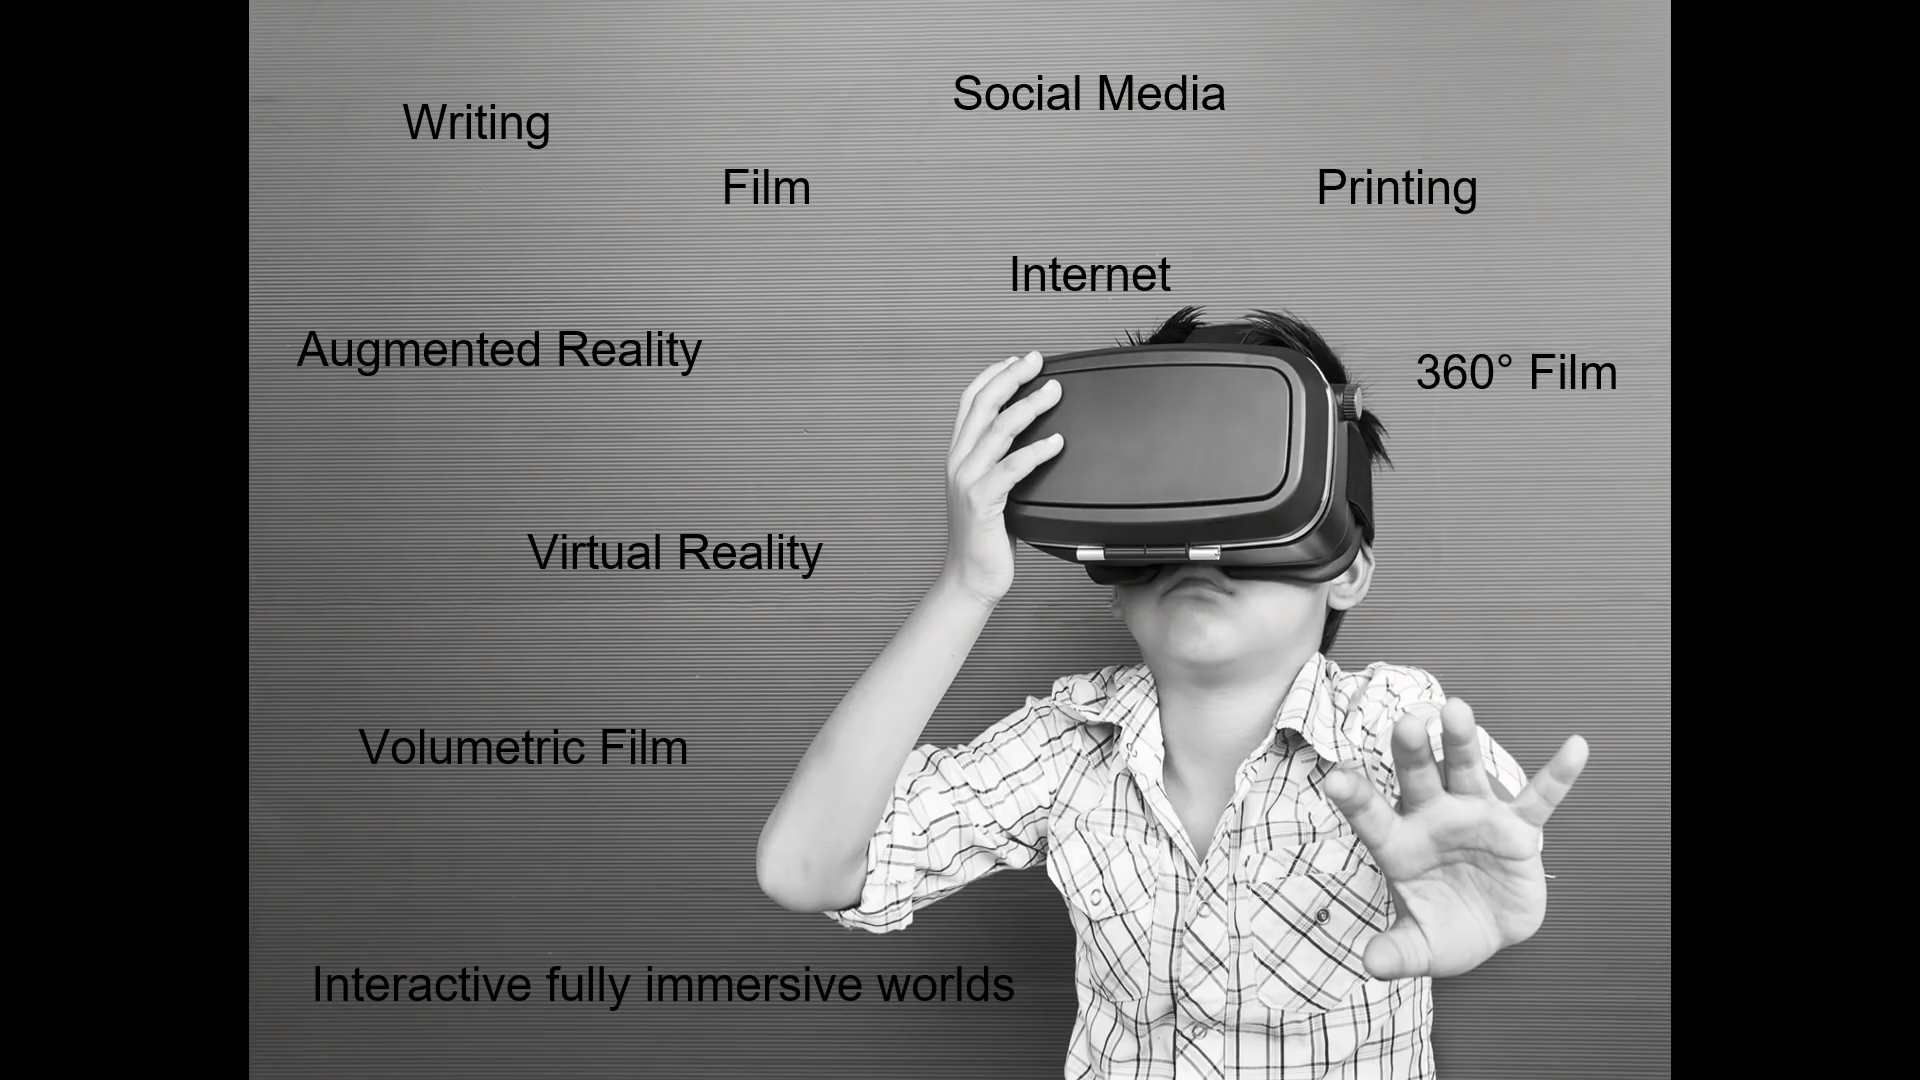 Social Media
Writing
Film
Printing
Internet
Augmented Reality
360° Film
Virtual Reality
Volumetric Film
Interactive fully immersive worlds